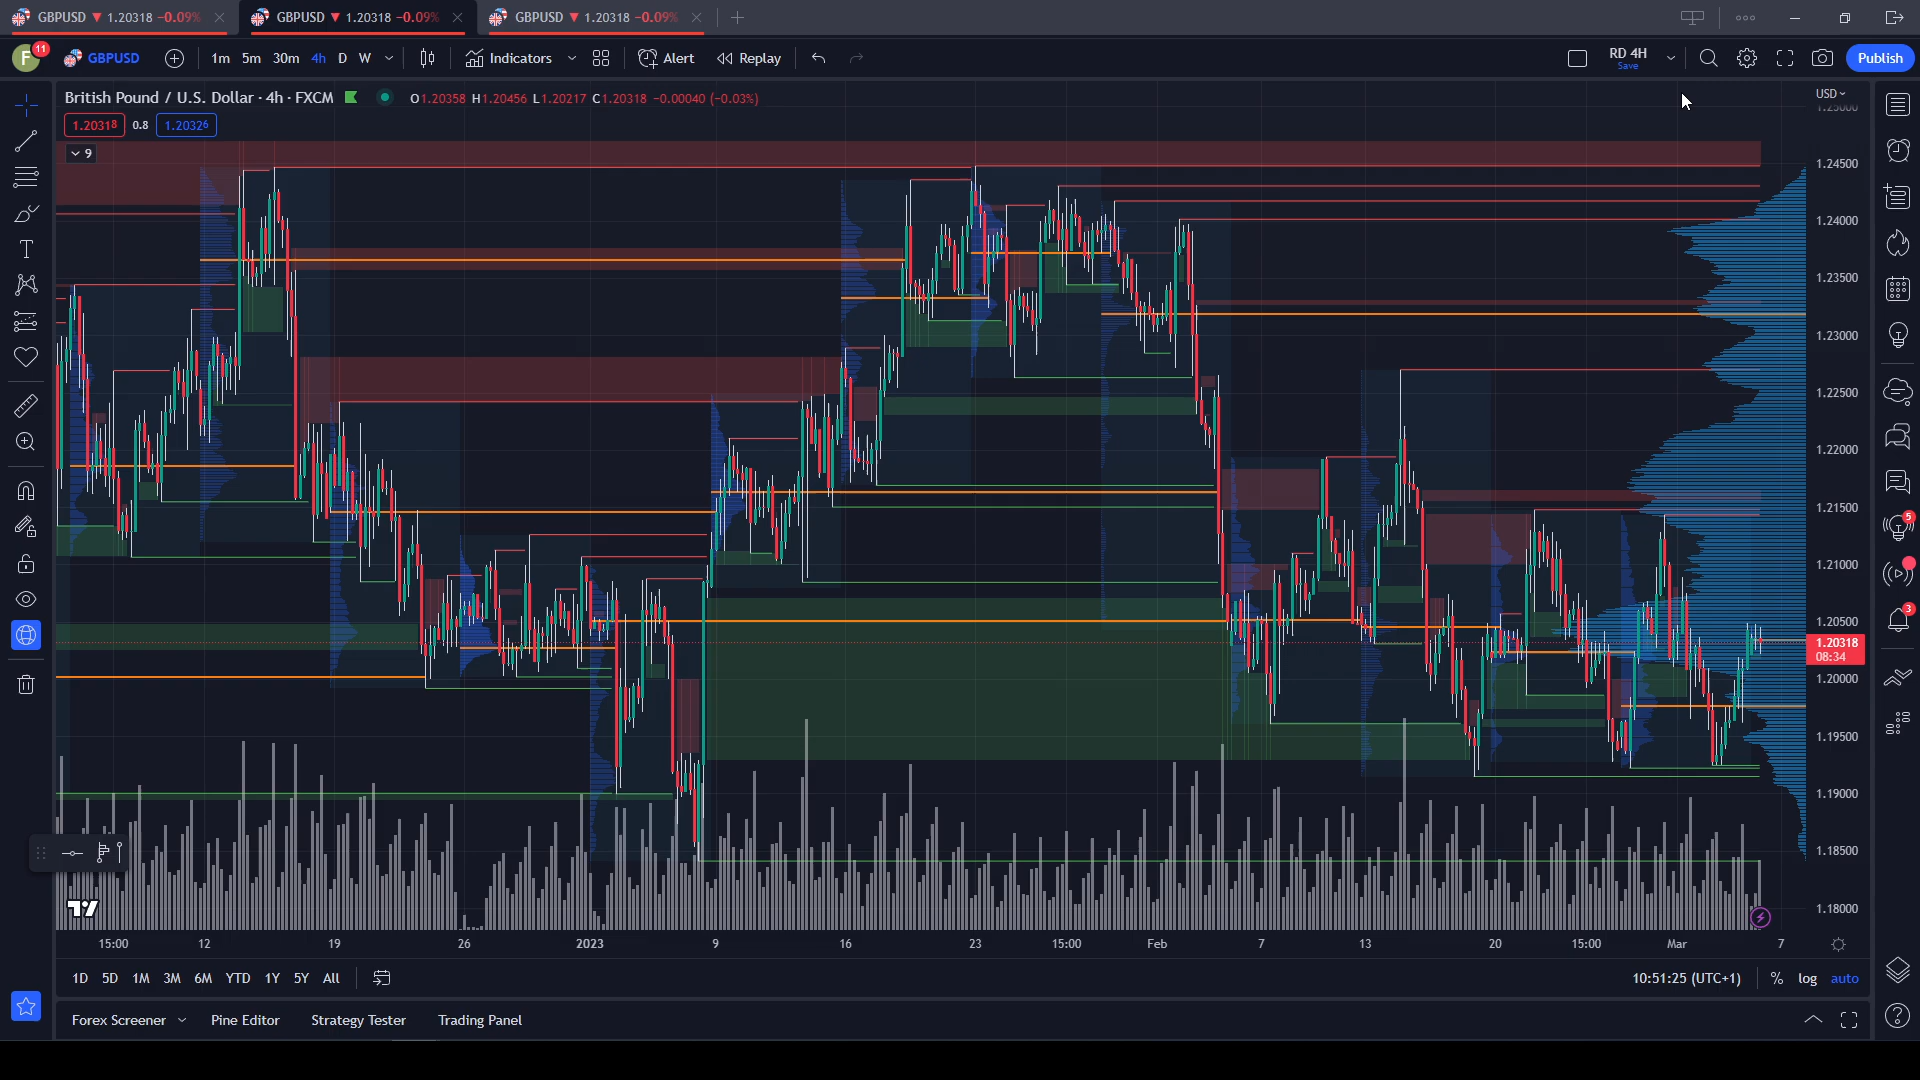 GBPUSD ▼ 1.20318 −0.09%
GBPUSD ▼ 1.20318 −0.09%
GBPUSD ▼ 1.20318 −0.09%
F
11
GBPUSD
1m 5m 30m 4h D W
Indicators
Alert
Replay
RD 4H
Save
Publish
British Pound / U.S. Dollar · 4h · FXCM
O1.20358 H1.20456 L1.20217 C1.20318 −0.00040 (−0.03%)
USD
1.20318 0.8 1.20326
9
1.25000
1.24500
1.24000
1.23500
1.23000
1.22500
1.22000
1.21500
1.21000
1.20500
1.20318
08:34
1.20000
1.19500
1.19000
1.18500
1.18000
5
3
15:00 12 19 26 2023 9 16 23 15:00 Feb 7 13 20 15:00 Mar 7
1D 5D 1M 3M 6M YTD 1Y 5Y All
10:51:25 (UTC+1) % log auto
Forex Screener Pine Editor Strategy Tester Trading Panel